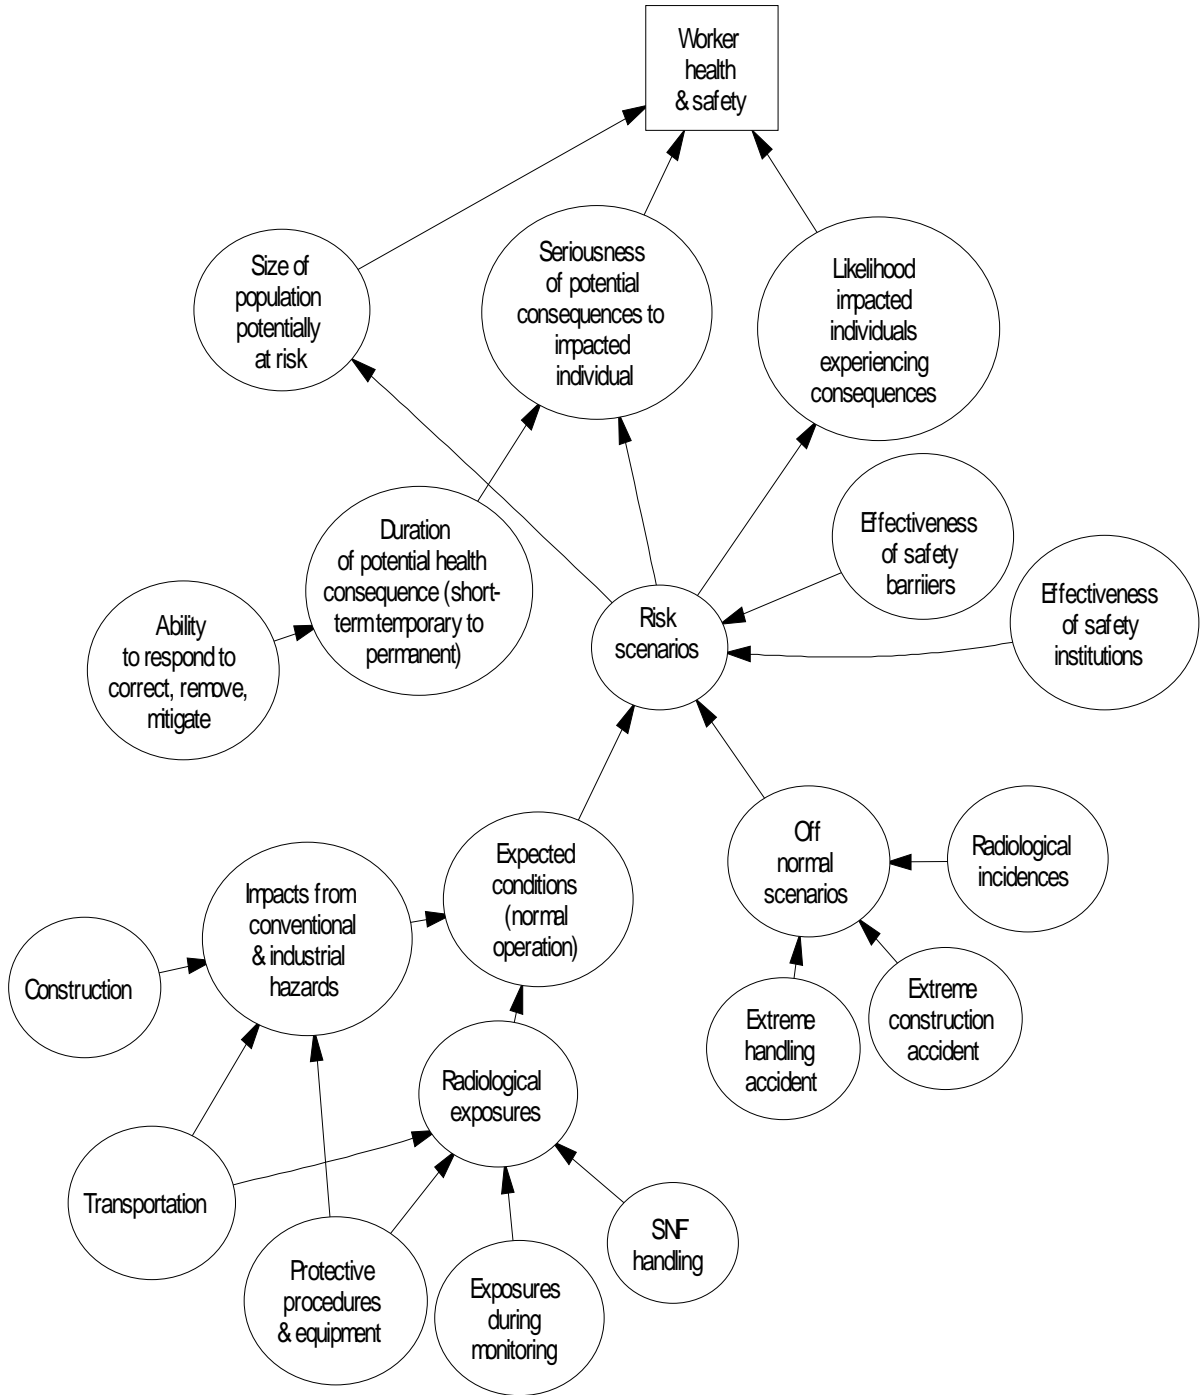 Worker
health
& safety
Size of
population
potentially
at risk
Seriousness
of potential
consequences to
impacted
individual
Likelihood
impacted
individuals
experiencing
consequences
Duration
of potential health
consequence (short-
term temporary to
permanent)
Effectiveness
of safety
barriiers
Effectiveness
of safety
institutions
Ability
to respond to
correct, remove,
mitigate
Risk
scenarios
Expected
conditions
(normal
operation)
Off
normal
scenarios
Radiological
incidences
Impacts from
conventional
& industrial
hazards
Construction
Extreme
handling
accident
Extreme
construction
accident
Radiological
exposures
Transportation
Protective
procedures
& equipment
Exposures
during
monitoring
SNF
handling